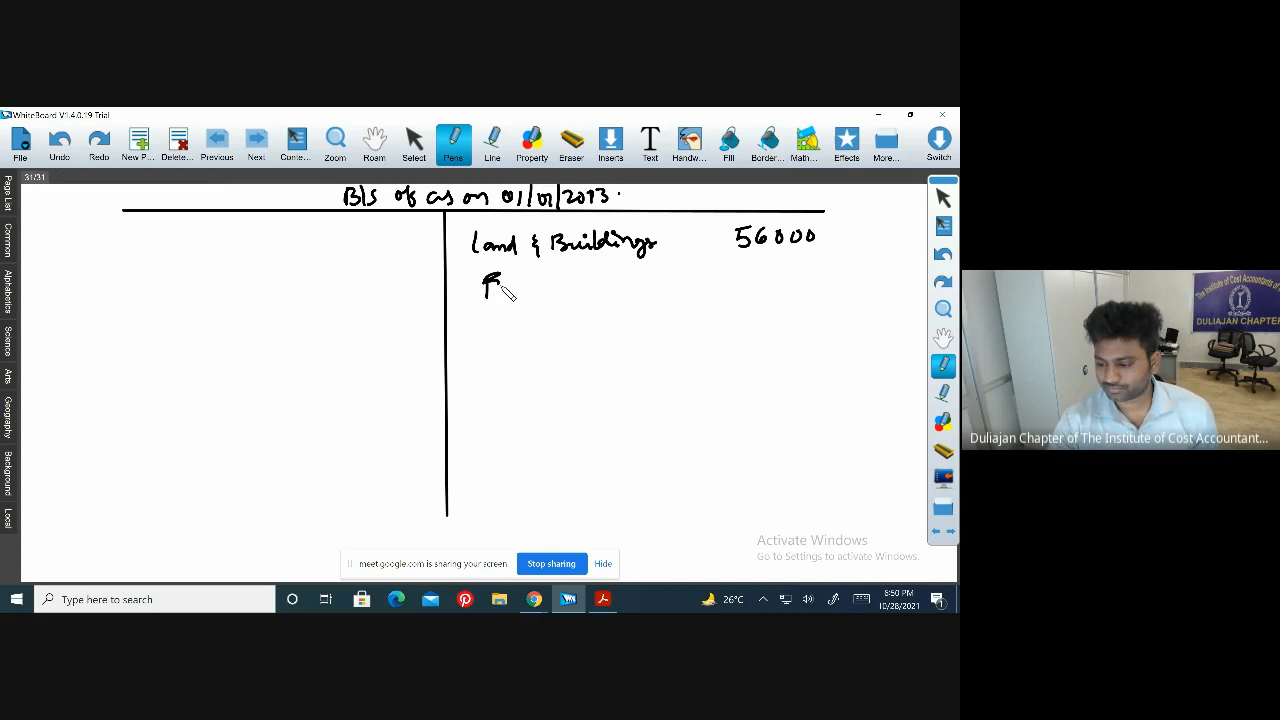 WhiteBoard V1.4.0.19 Trial
File Undo Redo New P... Delete... Previous Next Conte... Zoom Roam Select Pens Line Property Eraser Inserts Text Handw... Fill Border... Math... Effects More... Switch
31/31
Page List
Common
Alphabets
Science
Arts
Geography
Background
Local
B/S of as on 01/01/2013.
Land & Buildings 56000
The Institute of Cost Accountants of
DULIAJAN CHAPTER
Duliajan Chapter of The Institute of Cost Accountant...
Activate Windows
Go to Settings to activate Windows.
meet.google.com is sharing your screen. Stop sharing Hide
Type here to search
26°C
8:50 PM
10/28/2021
1